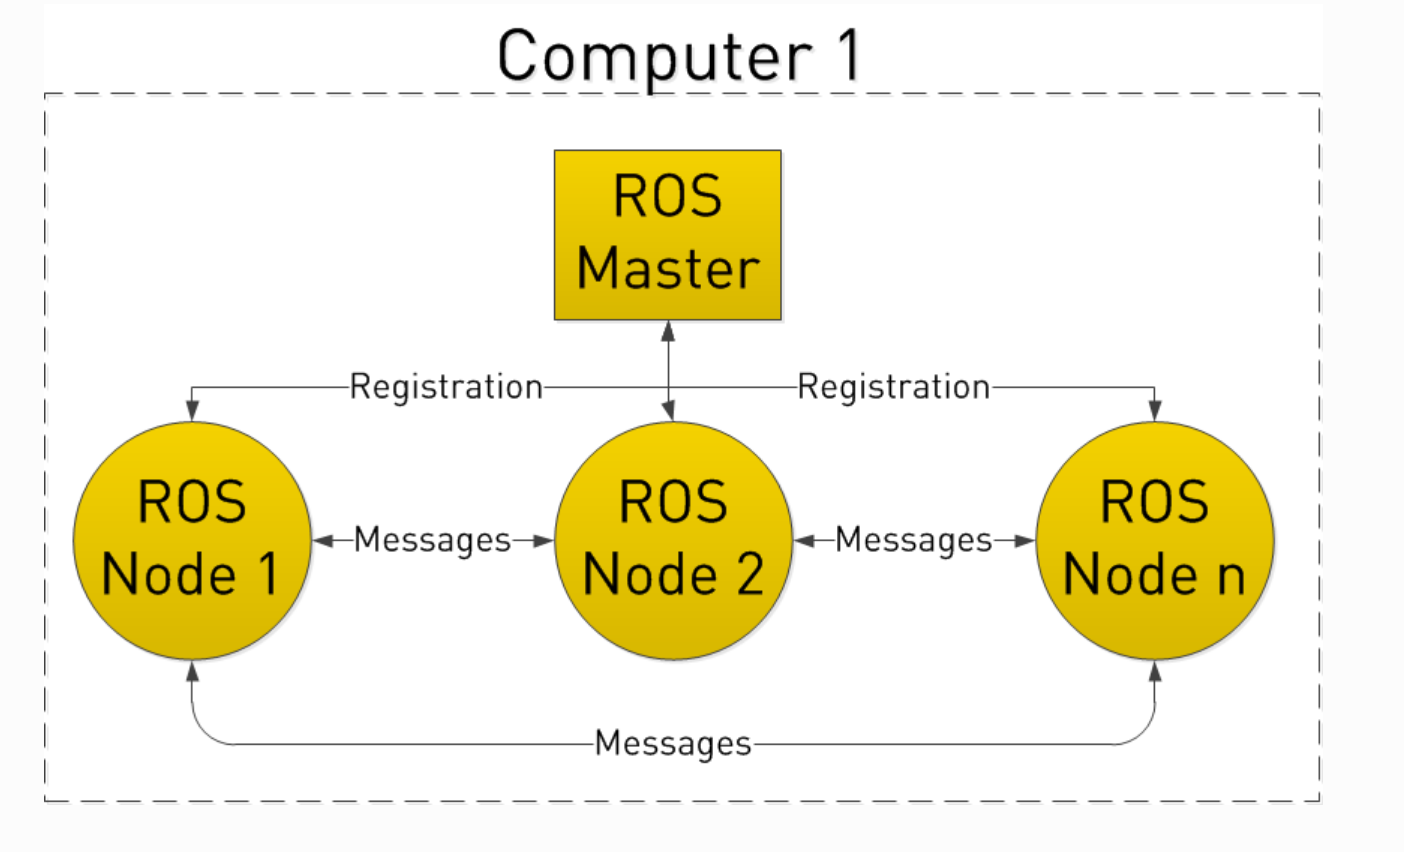 Computer 1
ROS
Master
Registration
Registration
ROS
Node 1
Messages
ROS
Node 2
Messages
ROS
Node n
Messages